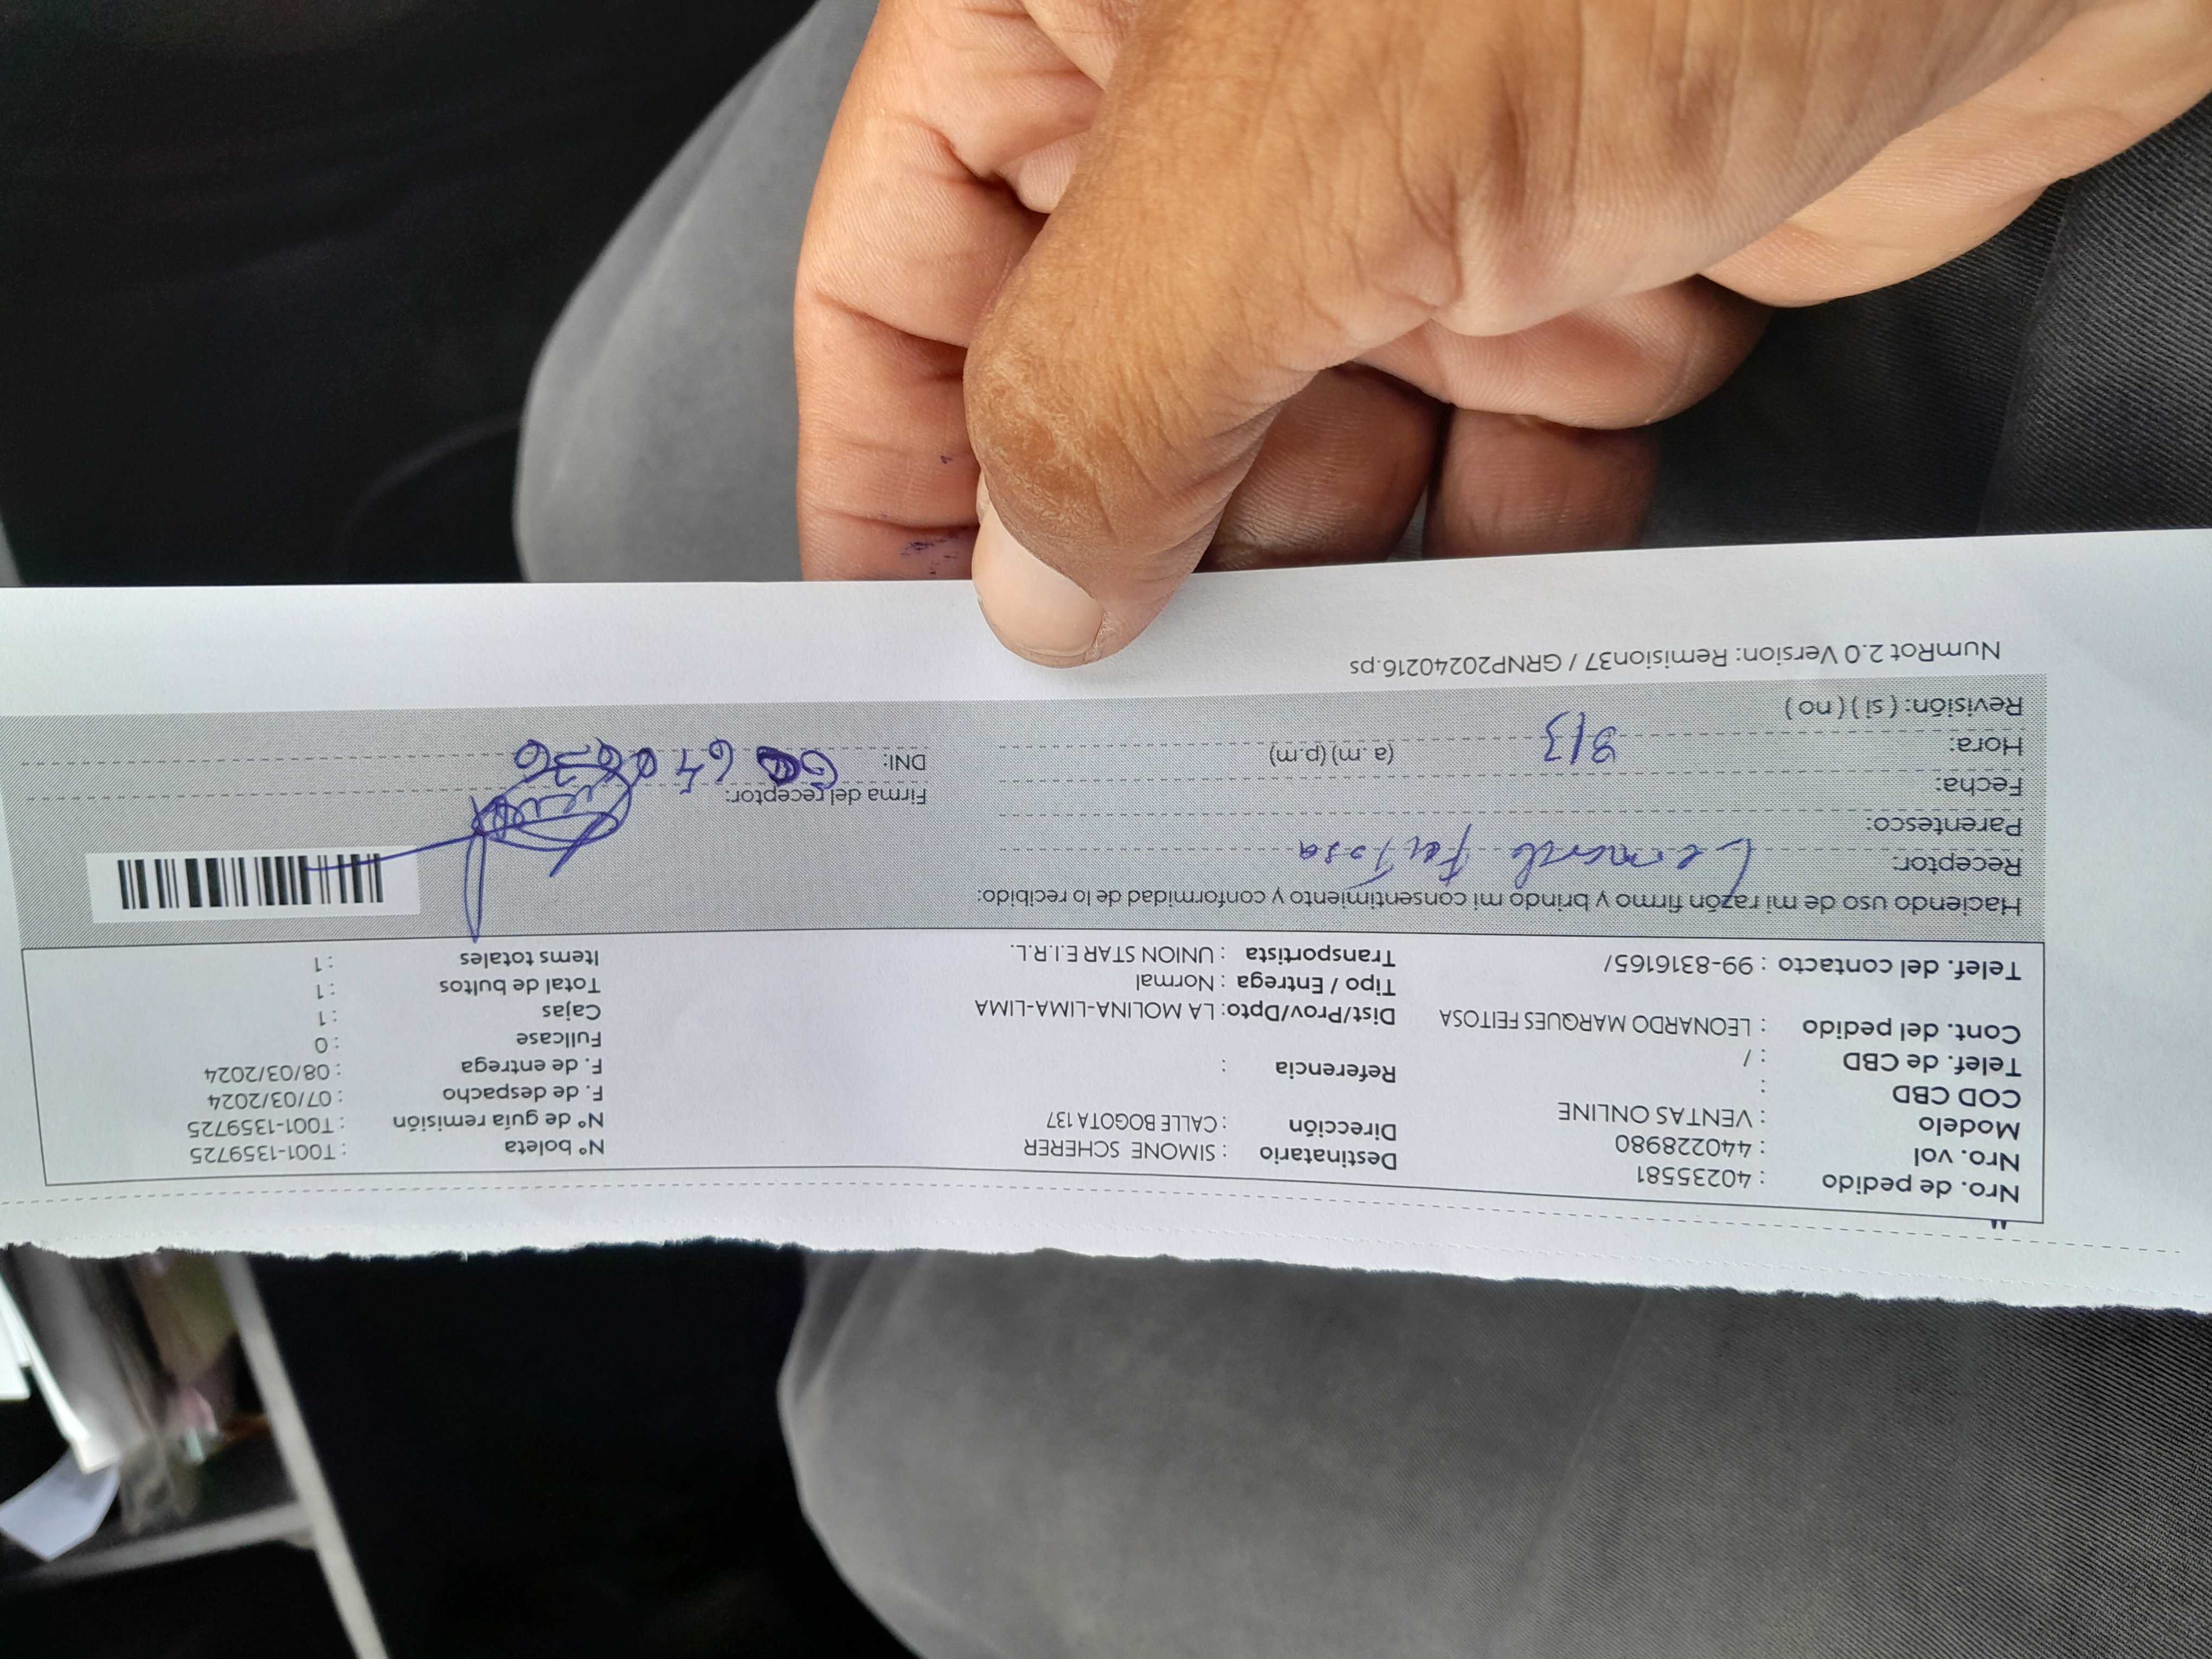 Nro. de pedido : 40235581 Destinatario : SIMONE SCHERER Nº boleta : T001-1359725
Nro. vol : 440228980 Dirección : CALLE BOGOTA 137 Nº de guía remisión : T001-1359725
Modelo : VENTAS ONLINE F. de despacho : 07/03/2024
COD CBD : Referencia : F. de entrega : 08/03/2024
Telef. de CBD : / Fullcase : 0
Cont. del pedido : LEONARDO MARQUES FEITOSA Dist/Prov/Dpto: LA MOLINA-LIMA-LIMA Cajas : 1
Tipo / Entrega : Normal Total de bultos : 1
Telef. del contacto : 99-8316165/ Transportista : UNION STAR E.I.R.L. Items totales : 1
Haciendo uso de mi razón firmo y brindo mi consentimiento y conformidad de lo recibido:
Receptor: Feitosa
Parentesco:
Fecha: Firma del receptor:
Hora: 8/3 (a.m) (p.m) DNI:
Revisión: ( si ) ( no )
NumRot 2.0 Version: Remision37 / GRNP20240216.ps